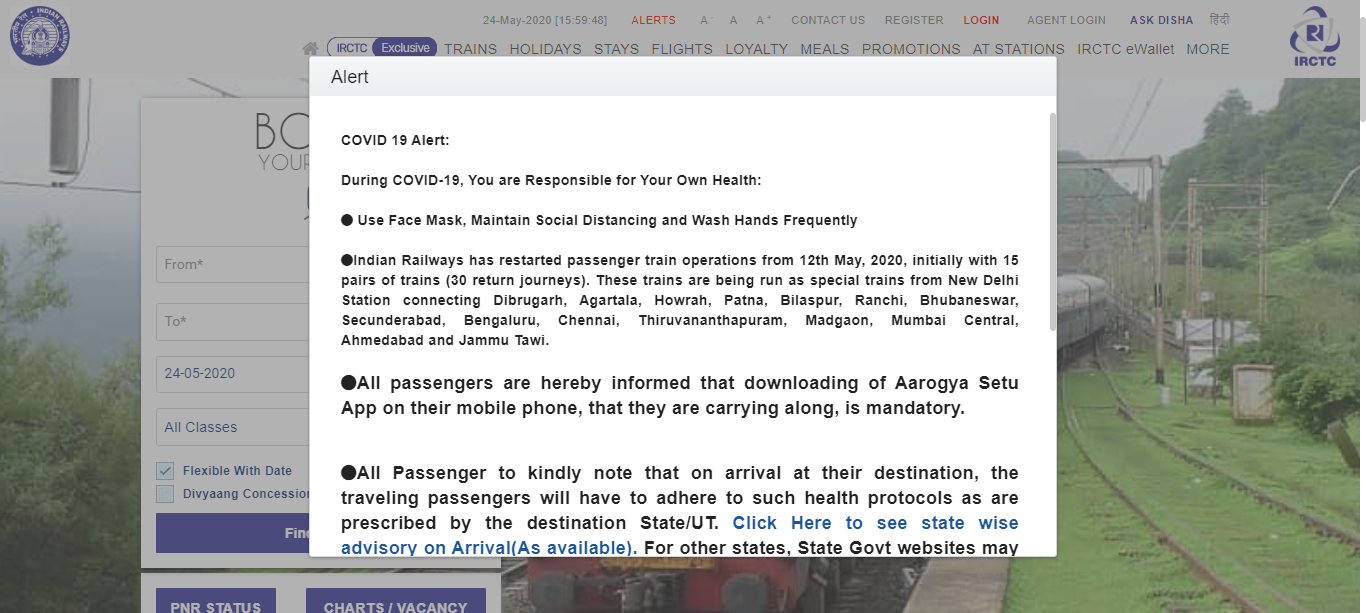 24-May-2020 [15:59:48] ALERTS A- A A+ CONTACT US REGISTER LOGIN AGENT LOGIN ASK DISHA हिंदी
IRCTC Exclusive TRAINS HOLIDAYS STAYS FLIGHTS LOYALTY MEALS PROMOTIONS AT STATIONS IRCTC eWallet MORE
INDIAN RAILWAYS
IRCTC
Alert
COVID 19 Alert:
During COVID-19, You are Responsible for Your Own Health:
● Use Face Mask, Maintain Social Distancing and Wash Hands Frequently
●Indian Railways has restarted passenger train operations from 12th May, 2020, initially with 15
pairs of trains (30 return journeys). These trains are being run as special trains from New Delhi
Station connecting Dibrugarh, Agartala, Howrah, Patna, Bilaspur, Ranchi, Bhubaneswar,
Secunderabad, Bengaluru, Chennai, Thiruvananthapuram, Madgaon, Mumbai Central,
Ahmedabad and Jammu Tawi.
●All passengers are hereby informed that downloading of Aarogya Setu
App on their mobile phone, that they are carrying along, is mandatory.
●All Passenger to kindly note that on arrival at their destination, the
traveling passengers will have to adhere to such health protocols as are
prescribed by the destination State/UT. Click Here to see state wise
advisory on Arrival(As available). For other states, State Govt websites may
BO
YOUR
From*
To*
24-05-2020
All Classes
Flexible With Date
Divyaang Concession
Find
PNR STATUS
CHARTS / VACANCY